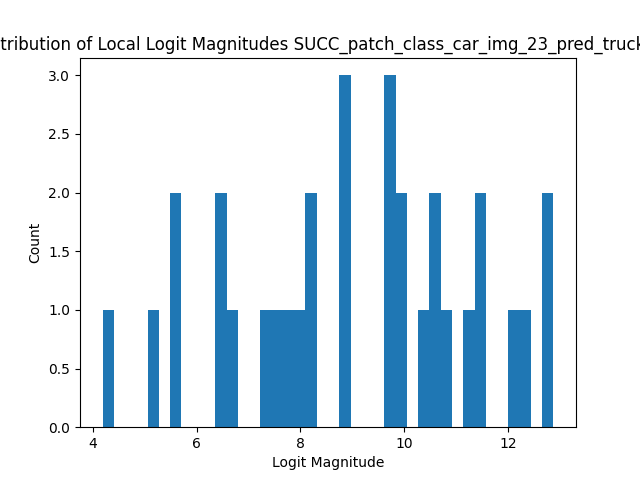 tribution of Local Logit Magnitudes SUCC_patch_class_car_img_23_pred_truck
3.0
2.5
2.0
1.5
1.0
0.5
0.0
Count
4 6 8 10 12
Logit Magnitude